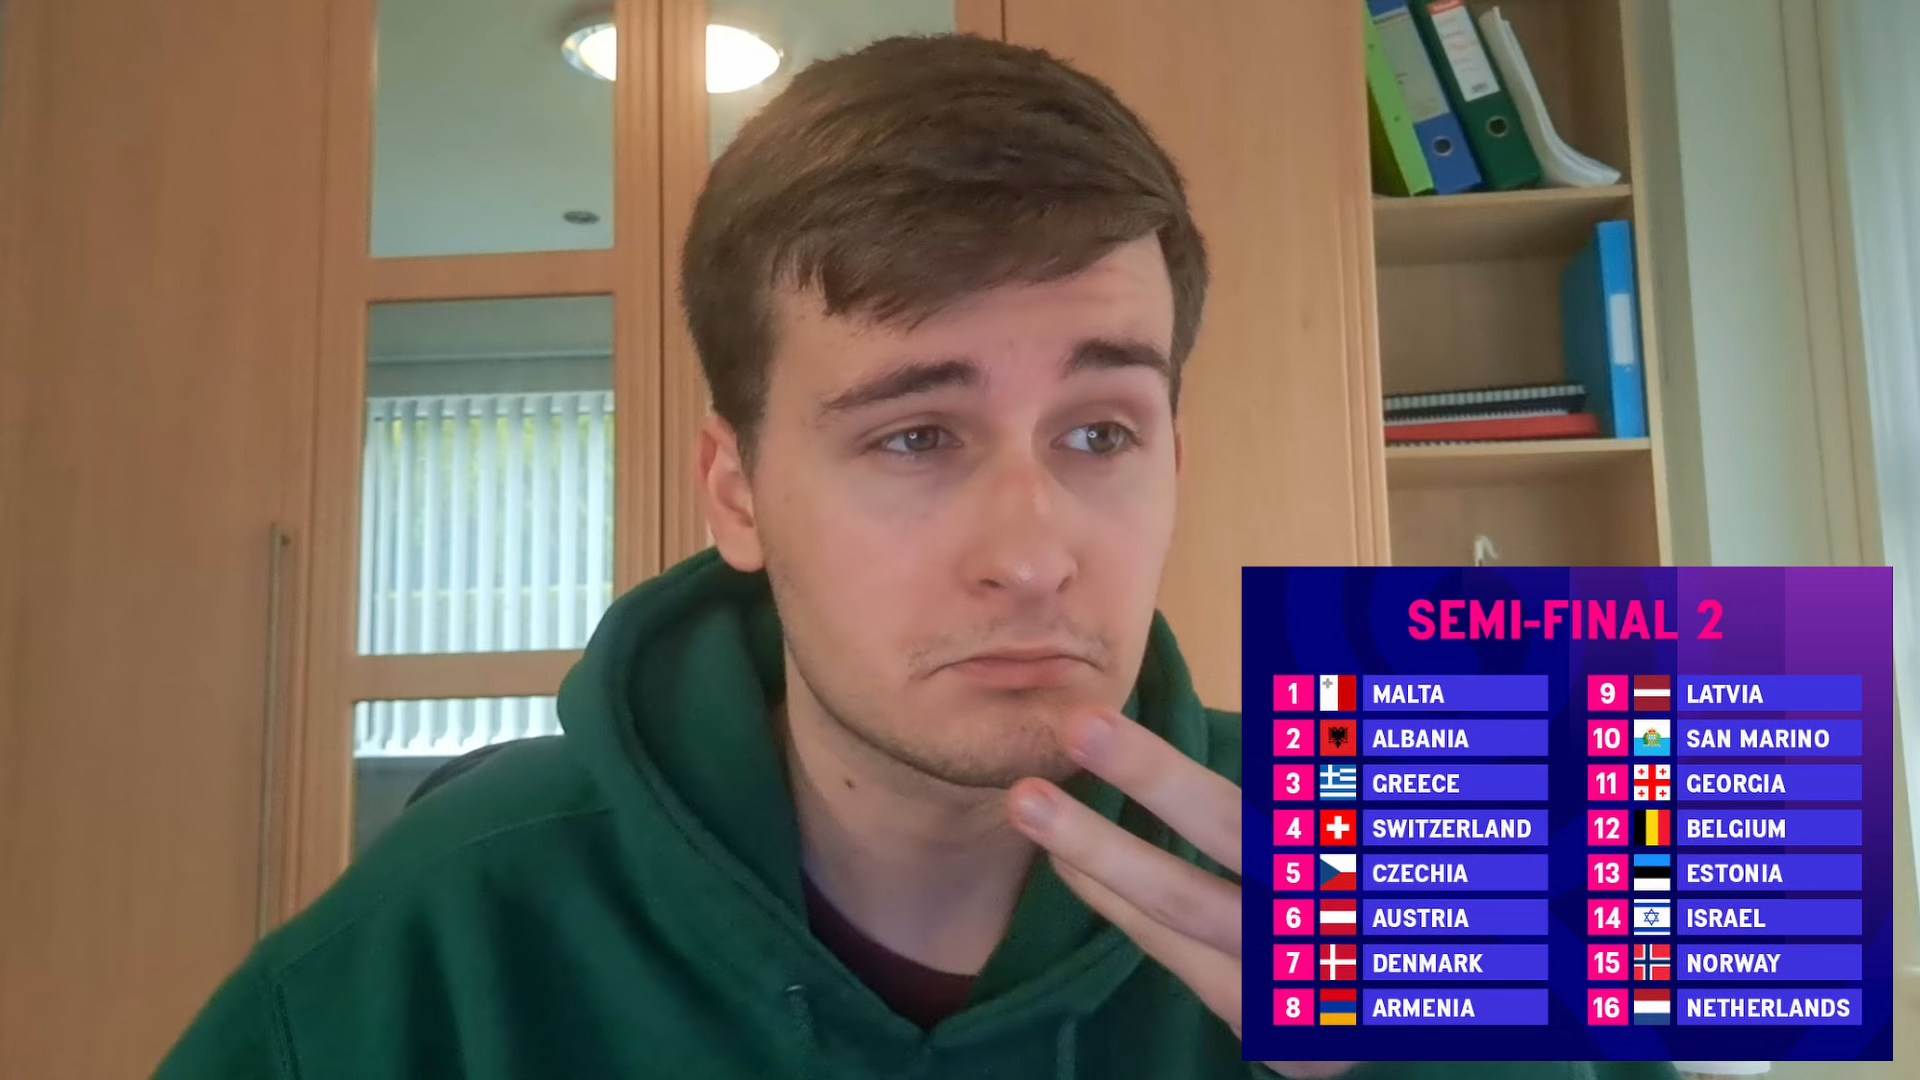 SEMI-FINAL 2
1 MALTA
2 ALBANIA
3 GREECE
4 SWITZERLAND
5 CZECHIA
6 AUSTRIA
7 DENMARK
8 ARMENIA
9 LATVIA
10 SAN MARINO
11 GEORGIA
12 BELGIUM
13 ESTONIA
14 ISRAEL
15 NORWAY
16 NETHERLANDS